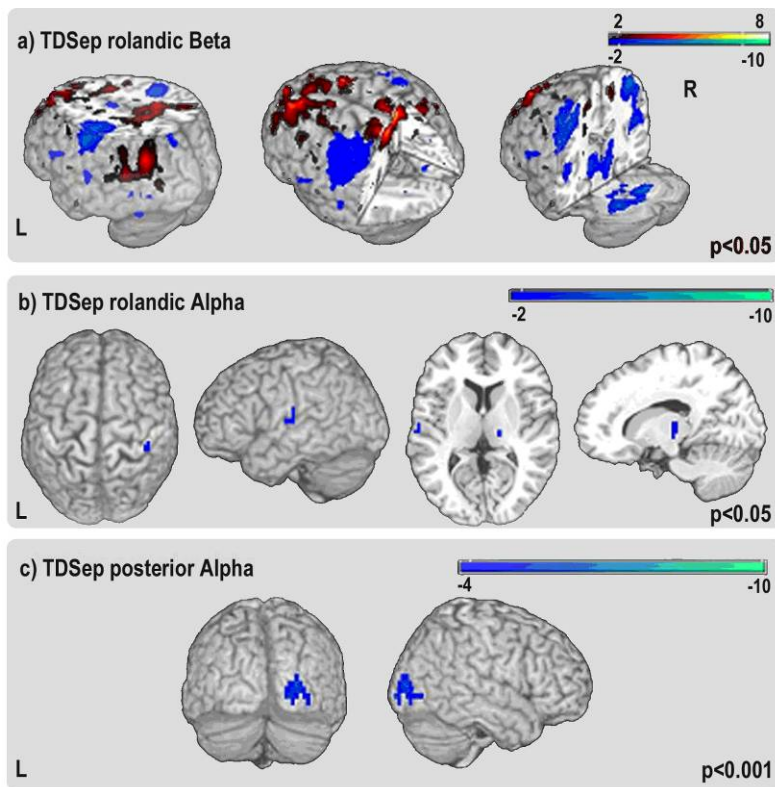 a) TDSep rolandic Beta
2 8
-2 -10
R
L
p<0.05
b) TDSep rolandic Alpha
-2 -10
L
p<0.05
c) TDSep posterior Alpha
-4 -10
L
p<0.001